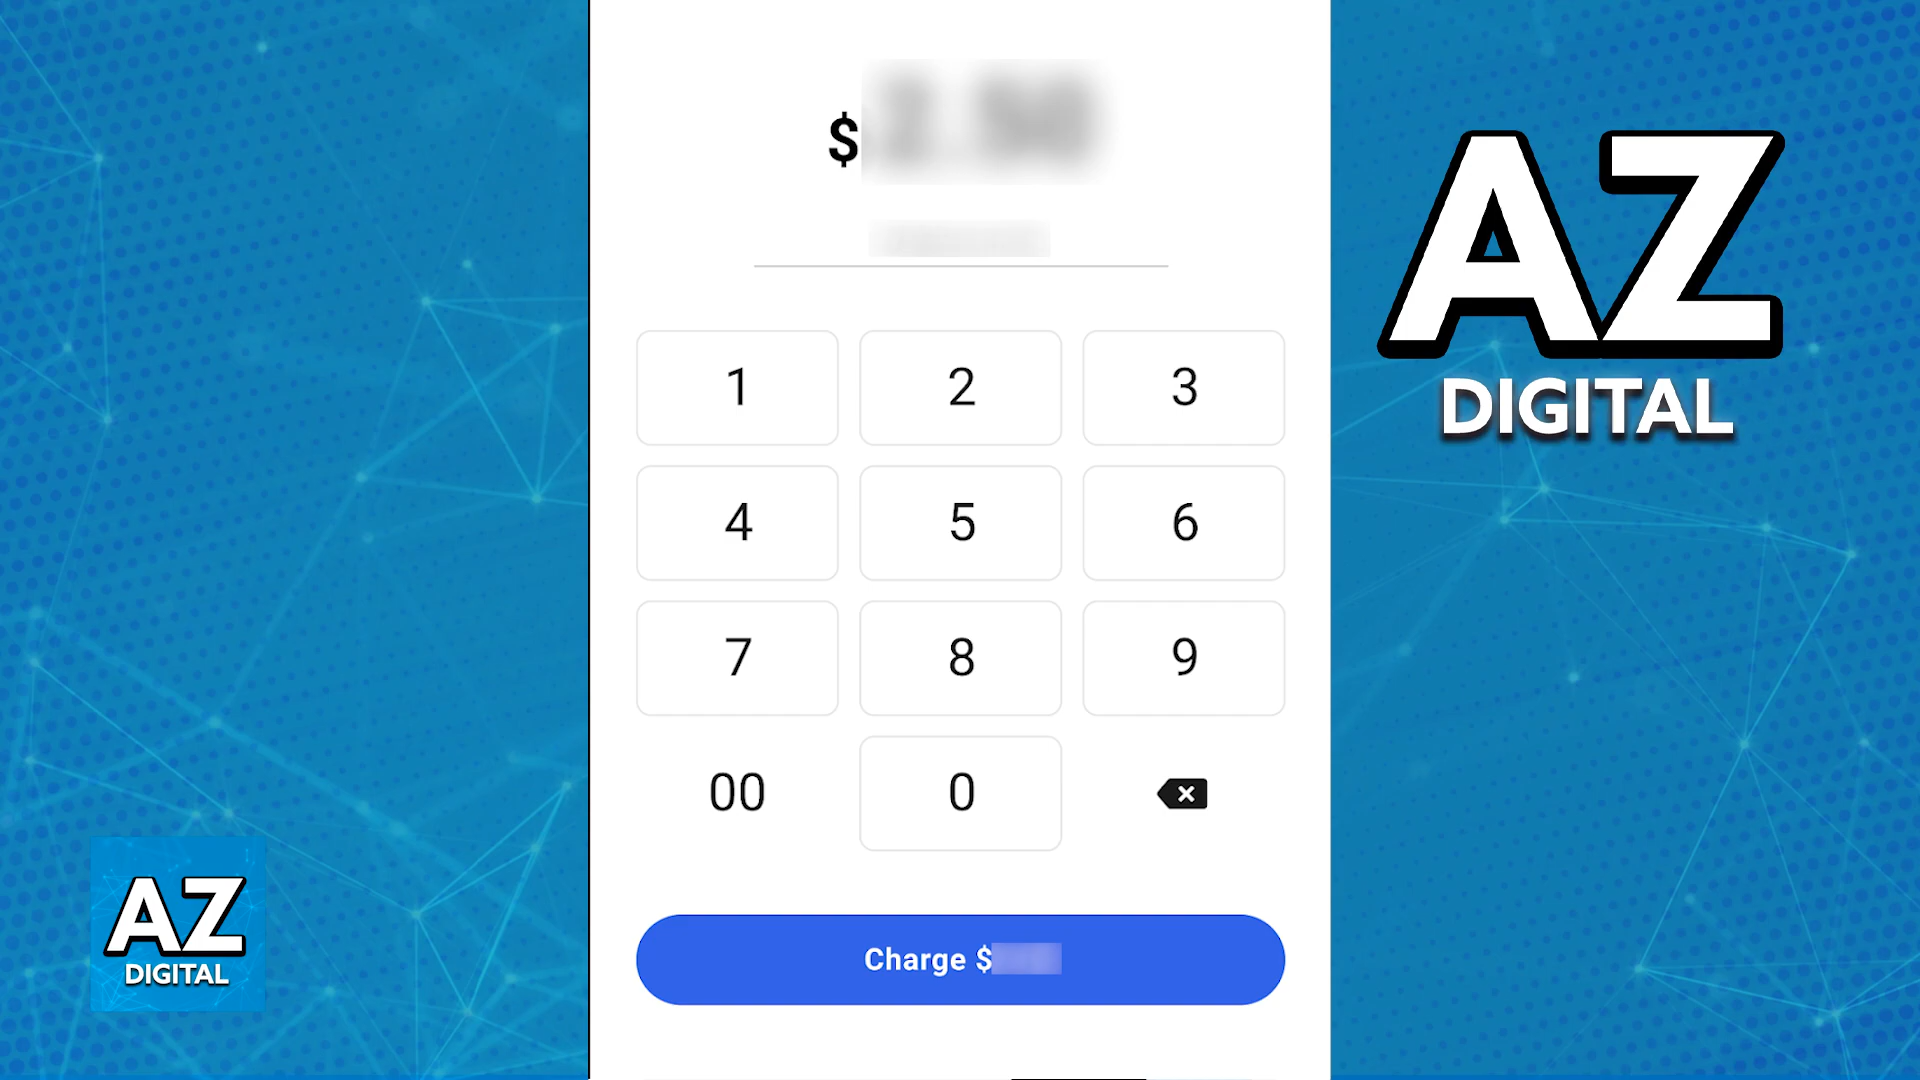 $
1 2 3
4 5 6
7 8 9
00 0
Charge $
AZ
DIGITAL
AZ
DIGITAL